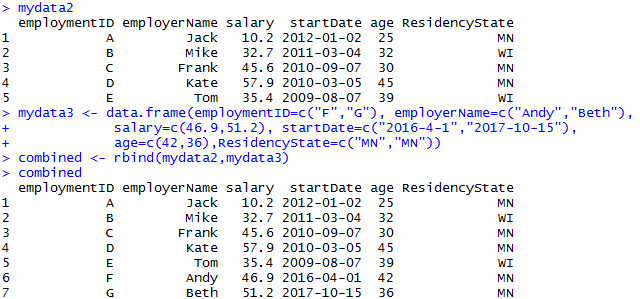 > mydata2
  employmentID employerName salary  startDate age ResidencyState
1            A         Jack   10.2 2012-01-02  25             MN
2            B         Mike   32.7 2011-03-04  32             WI
3            C        Frank   45.6 2010-09-07  30             MN
4            D         Kate   57.9 2010-03-05  45             MN
5            E          Tom   35.4 2009-08-07  39             WI
> mydata3 <- data.frame(employmentID=c("F","G"), employerName=c("Andy","Beth"),
+             salary=c(46.9,51.2), startDate=c("2016-4-1","2017-10-15"),
+             age=c(42,36),ResidencyState=c("MN","MN"))
> combined <- rbind(mydata2,mydata3)
> combined
  employmentID employerName salary  startDate age ResidencyState
1            A         Jack   10.2 2012-01-02  25             MN
2            B         Mike   32.7 2011-03-04  32             WI
3            C        Frank   45.6 2010-09-07  30             MN
4            D         Kate   57.9 2010-03-05  45             MN
5            E          Tom   35.4 2009-08-07  39             WI
6            F         Andy   46.9 2016-04-01  42             MN
7            G         Beth   51.2 2017-10-15  36             MN